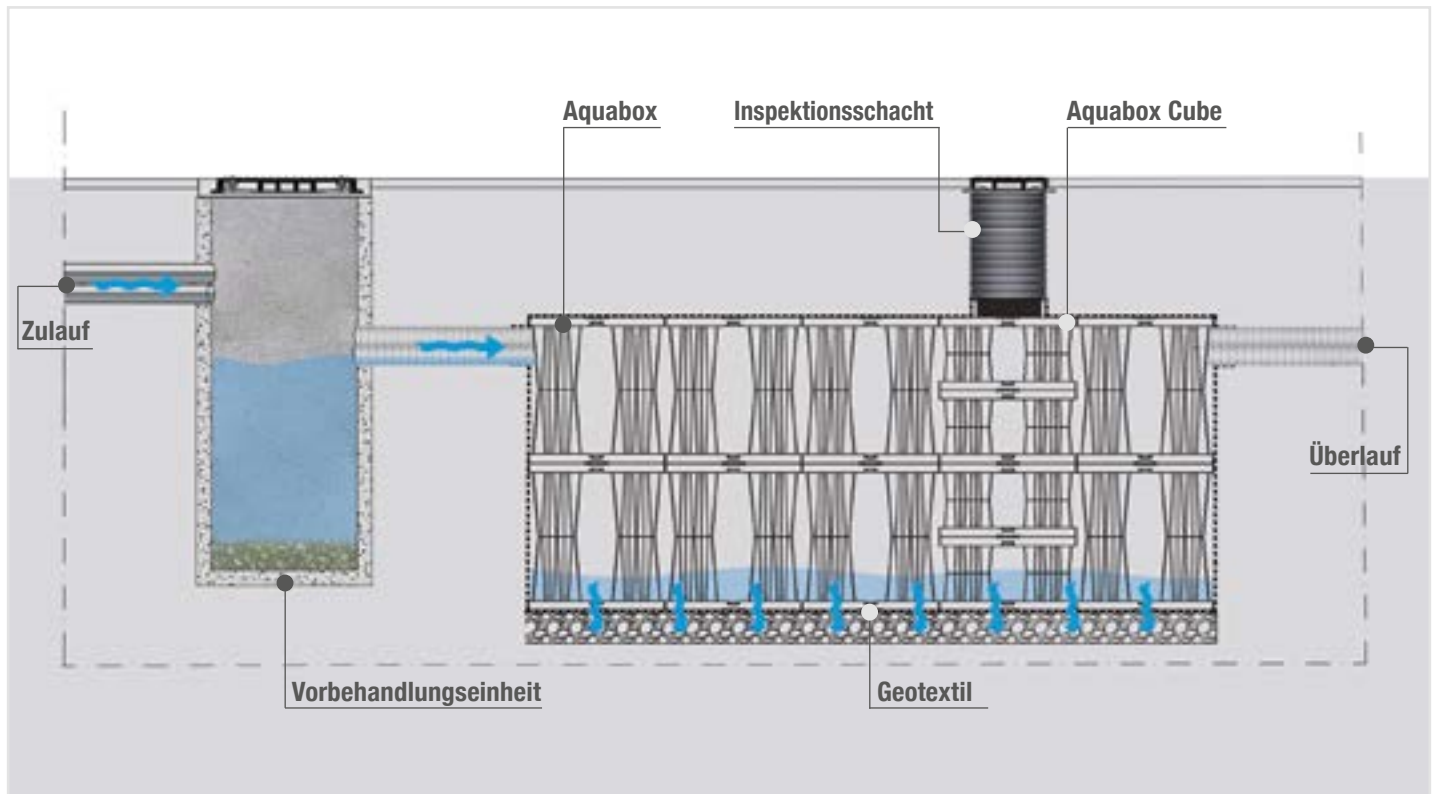 Aquabox
Inspektionsschacht
Aquabox Cube
Zulauf
Überlauf
Vorbehandlungseinheit
Geotextil